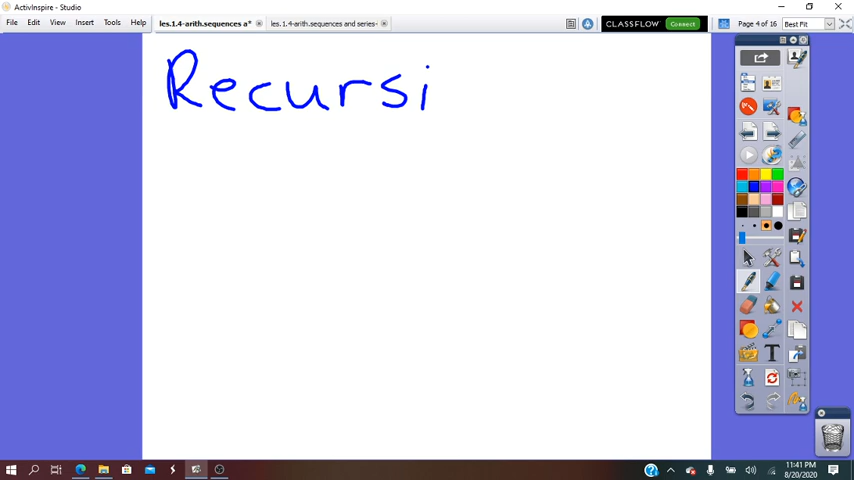 ActivInspire - Studio
File Edit View Insert Tools Help
les.1.4-arith.sequences a* les.1.4-arith.sequences and series- CLASSFLOW Connect Page 4 of 16 Best Fit
Recursi
T
11:41 PM
8/20/2020